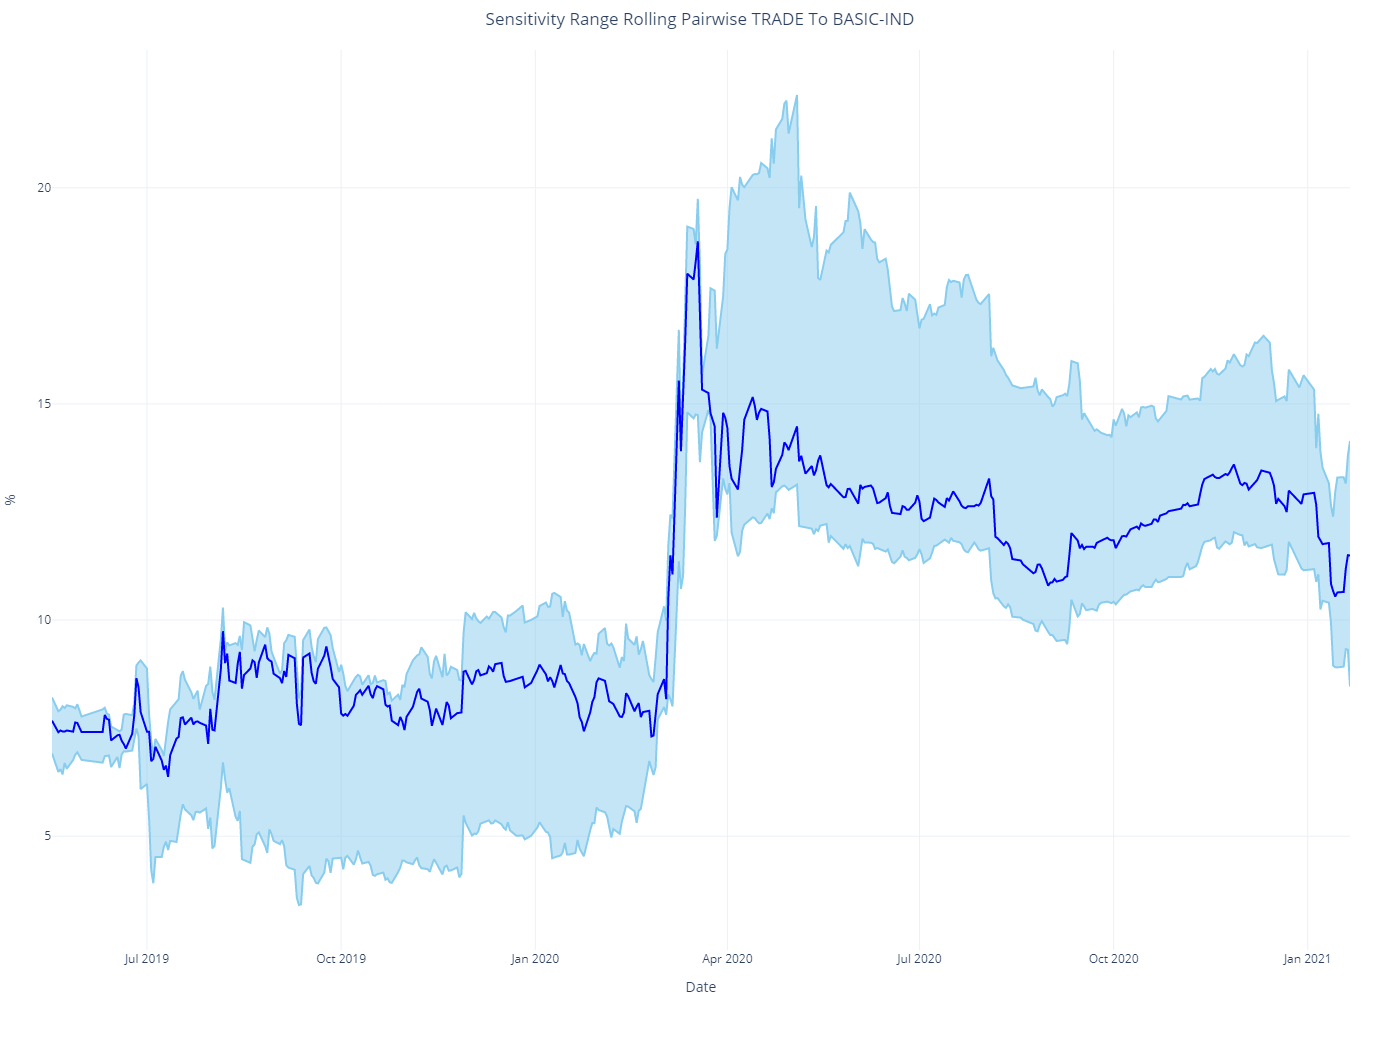 Sensitivity Range Rolling Pairwise TRADE To BASIC-IND
20
15
10
5
%
Jul 2019 Oct 2019 Jan 2020 Apr 2020 Jul 2020 Oct 2020 Jan 2021
Date